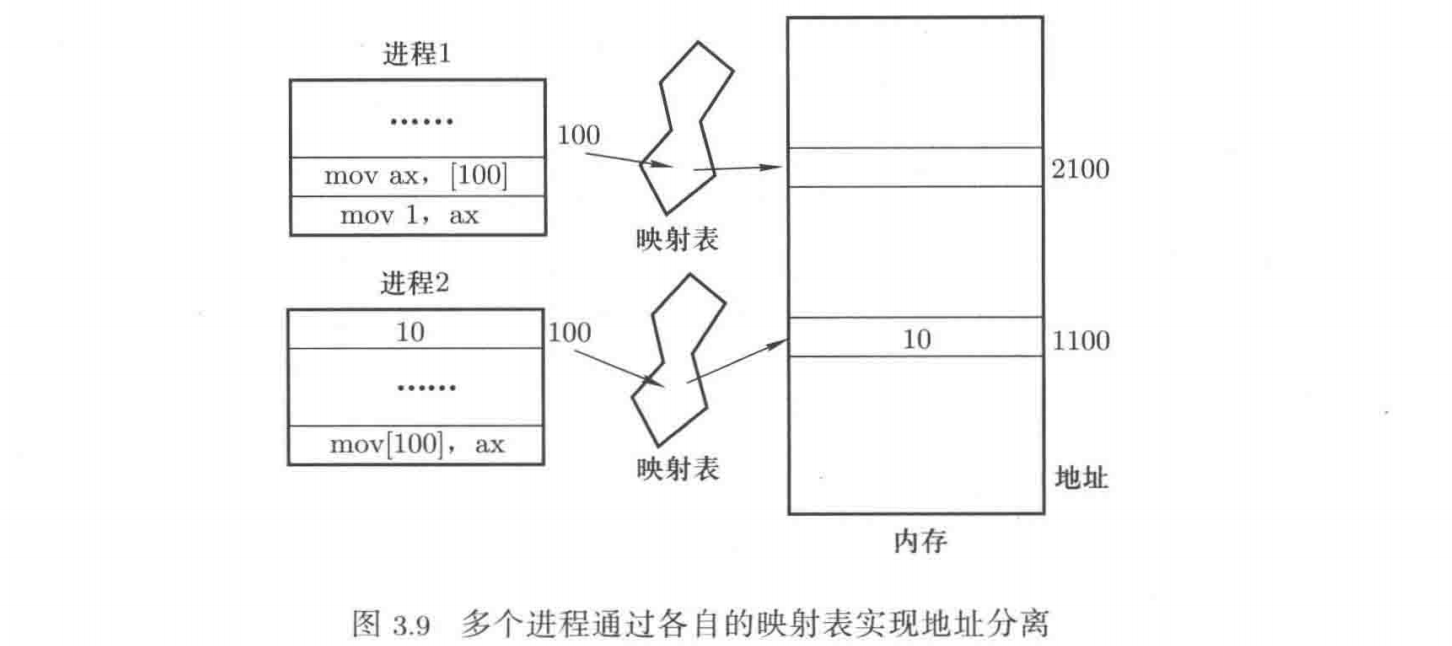 进程1
······
mov ax，[100]
mov 1，ax
100
映射表
2100
进程2
10
······
mov[100]，ax
100
映射表
10
1100
地址
内存
图 3.9 多个进程通过各自的映射表实现地址分离